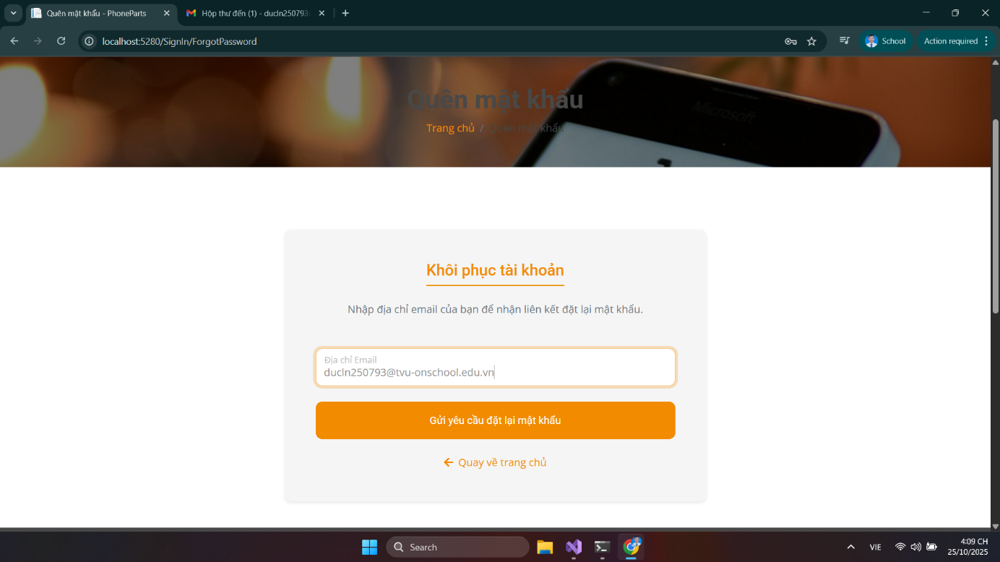 Quên mật khẩu - PhoneParts
Hộp thư đến (1) - ducln250793
localhost:5280/SignIn/ForgotPassword
School
Action required
Quên mật khẩu
Trang chủ / Quên mật khẩu
Microsoft
Khôi phục tài khoản
Nhập địa chỉ email của bạn để nhận liên kết đặt lại mật khẩu.
Địa chỉ Email
ducln250793@tvu-onschool.edu.vn
Gửi yêu cầu đặt lại mật khẩu
Quay về trang chủ
Search
VIE
4:09 CH
25/10/2025